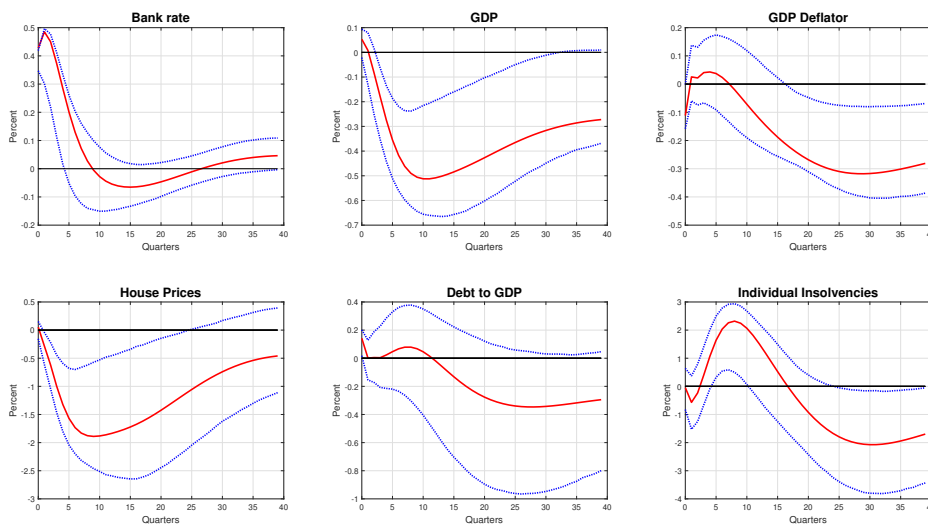 Bank rate
Percent
0.5
0.4
0.3
0.2
0.1
0
-0.1
-0.2
0 5 10 15 20 25 30 35 40
Quarters
GDP
Percent
0.1
0
-0.1
-0.2
-0.3
-0.4
-0.5
-0.6
-0.7
0 5 10 15 20 25 30 35 40
Quarters
GDP Deflator
Percent
0.2
0.1
0
-0.1
-0.2
-0.3
-0.4
-0.5
0 5 10 15 20 25 30 35 40
Quarters
House Prices
Percent
0.5
0
-0.5
-1
-1.5
-2
-2.5
-3
0 5 10 15 20 25 30 35 40
Quarters
Debt to GDP
Percent
0.4
0.2
0
-0.2
-0.4
-0.6
-0.8
-1
0 5 10 15 20 25 30 35 40
Quarters
Individual Insolvencies
Percent
3
2
1
0
-1
-2
-3
-4
0 5 10 15 20 25 30 35 40
Quarters